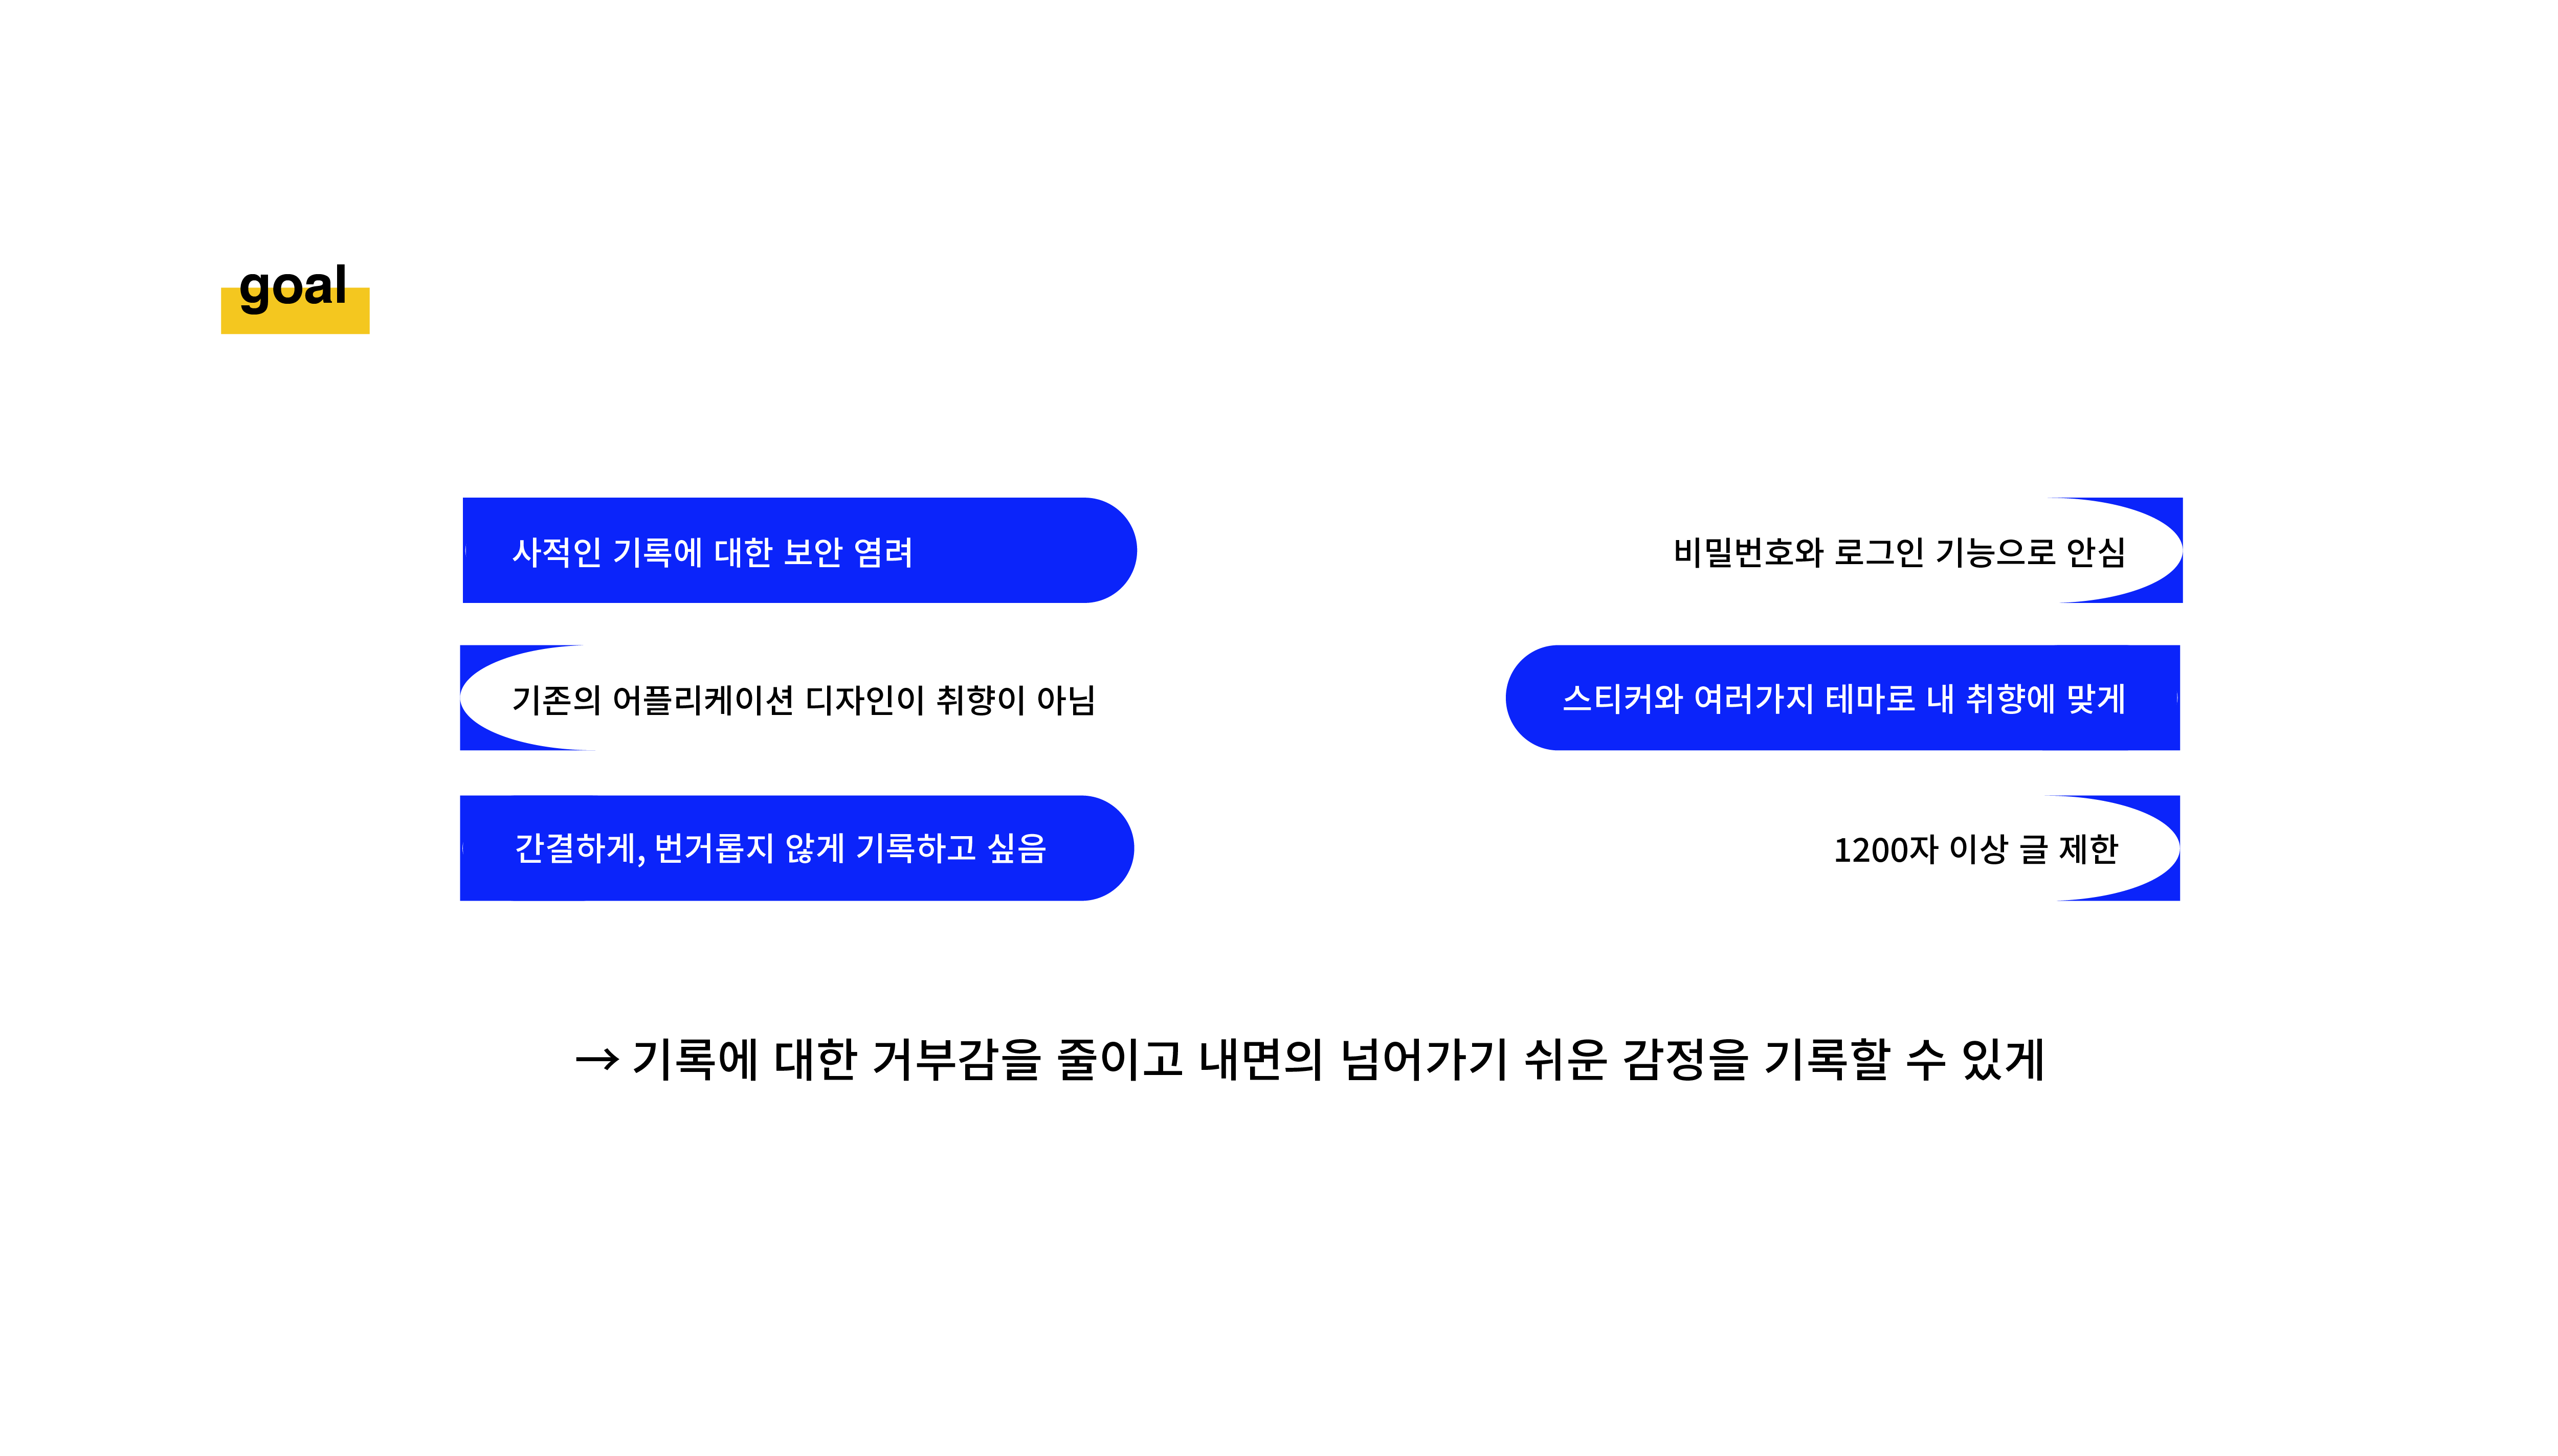 goal
사적인 기록에 대한 보안 염려
비밀번호와 로그인 기능으로 안심
기존의 어플리케이션 디자인이 취향이 아님
스티커와 여러가지 테마로 내 취향에 맞게
간결하게, 번거롭지 않게 기록하고 싶음
1200자 이상 글 제한
→ 기록에 대한 거부감을 줄이고 내면의 넘어가기 쉬운 감정을 기록할 수 있게